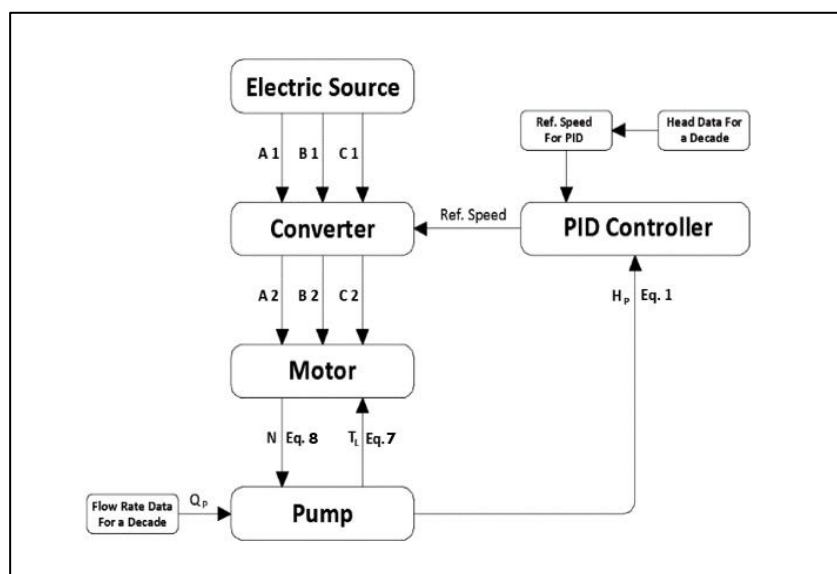 Electric Source
A 1
B 1
C 1
Ref. Speed
For PID
Head Data For
a Decade
Converter
Ref. Speed
PID Controller
A 2
B 2
C 2
H P
Eq. 1
Motor
N
Eq. 8
T L
Eq.7
Flow Rate Data
For a Decade
Q P
Pump